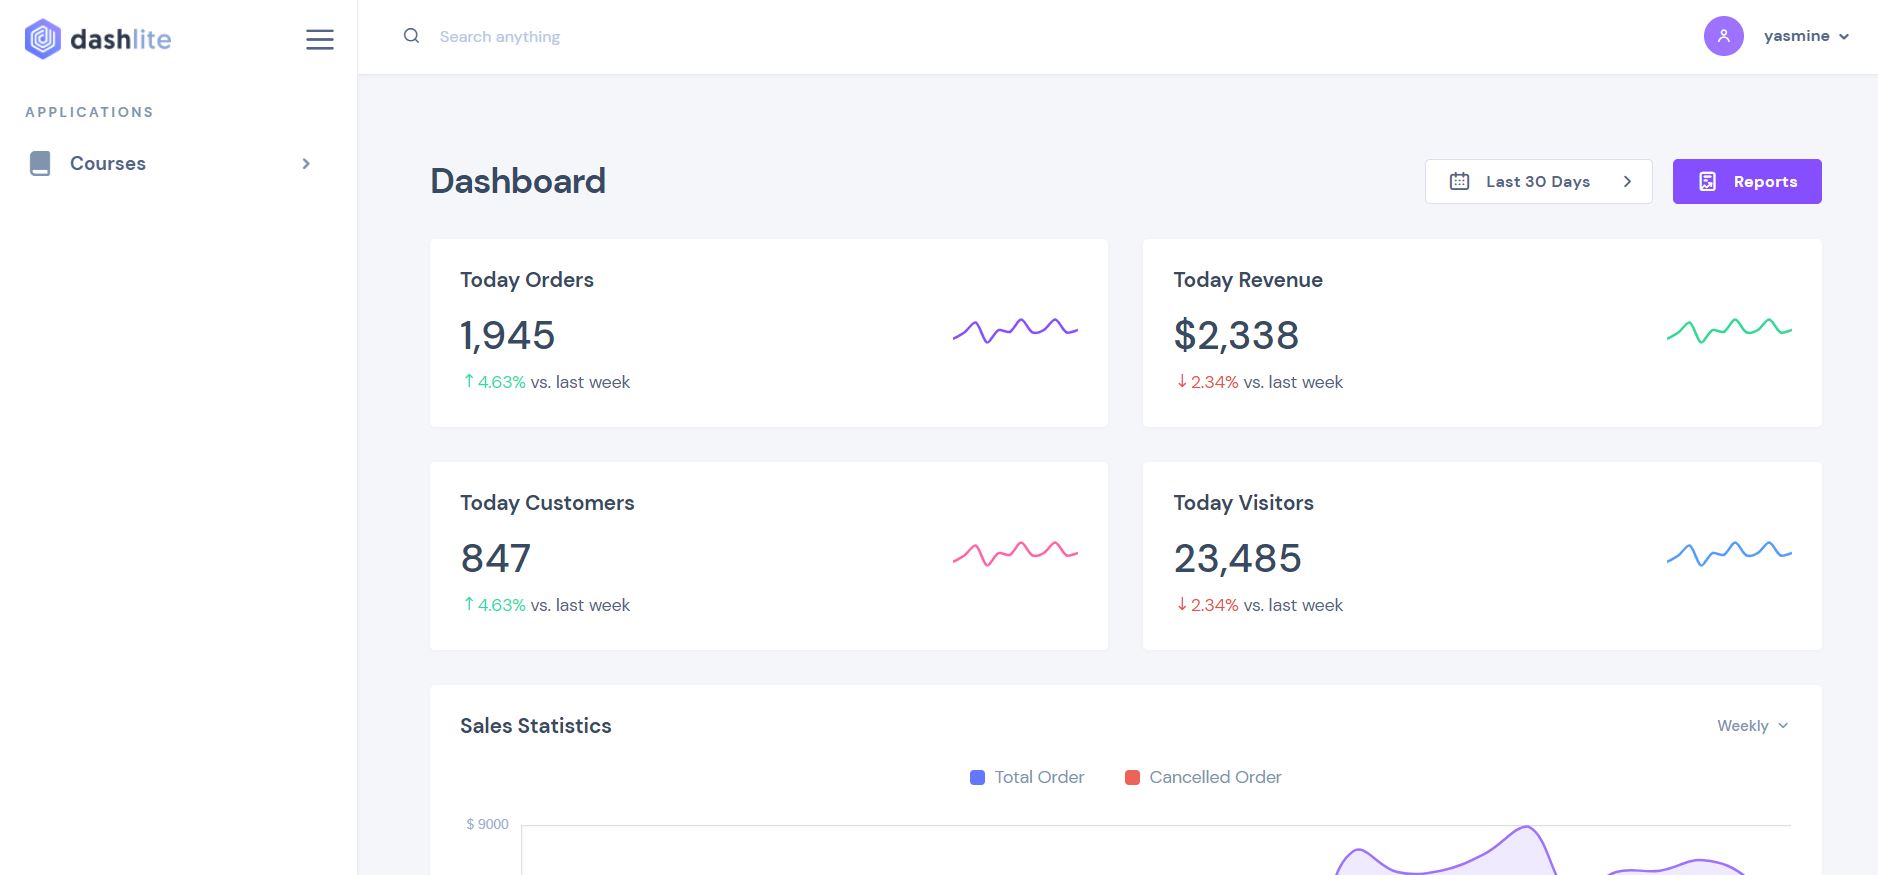 dashlite
Search anything
yasmine
APPLICATIONS
Courses
Dashboard
Last 30 Days
Reports
Today Orders
1,945
↑4.63% vs. last week
Today Revenue
$2,338
↓2.34% vs. last week
Today Customers
847
↑4.63% vs. last week
Today Visitors
23,485
↓2.34% vs. last week
Sales Statistics
Weekly
Total Order
Cancelled Order
$ 9000